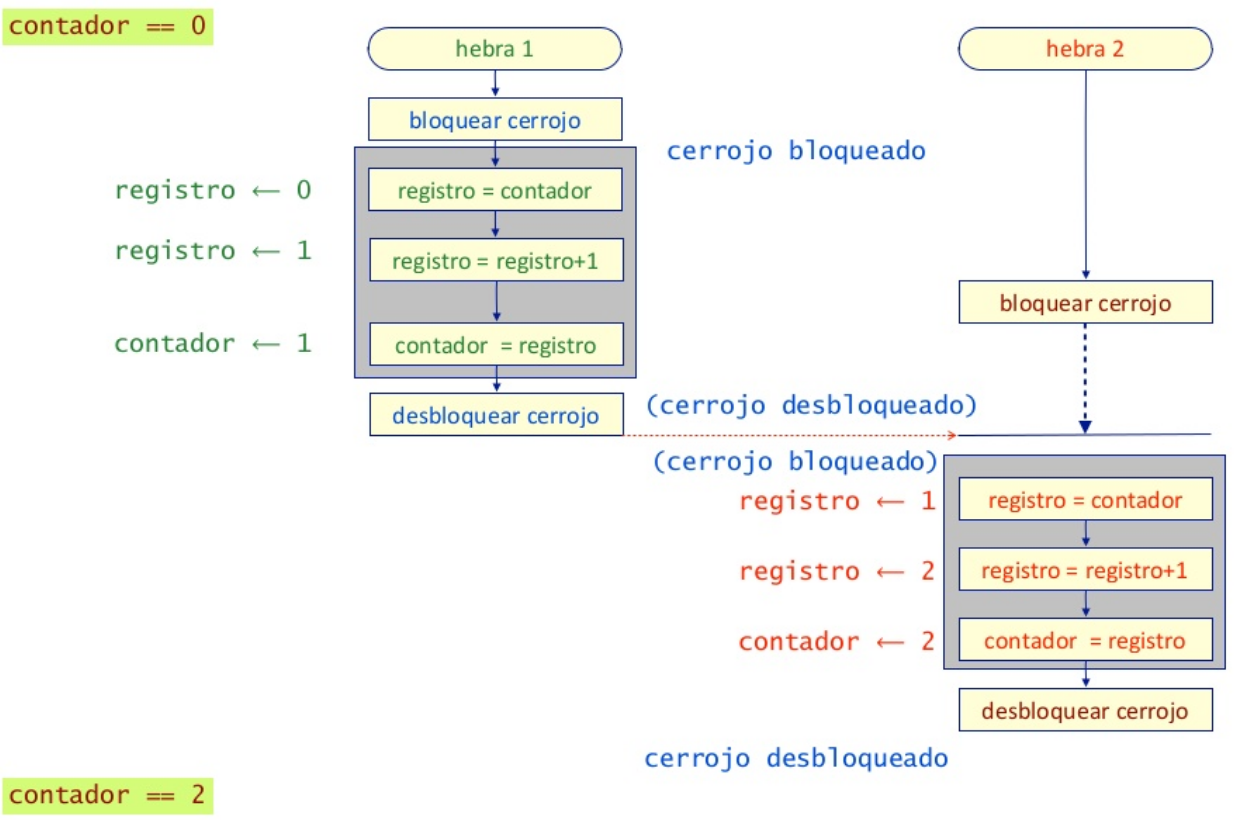 contador == 0
hebra 1
hebra 2
bloquear cerrojo
cerrojo bloqueado
registro ← 0
registro = contador
registro ← 1
registro = registro+1
bloquear cerrojo
contador ← 1
contador = registro
desbloquear cerrojo
(cerrojo desbloqueado)
(cerrojo bloqueado)
registro ← 1
registro = contador
registro ← 2
registro = registro+1
contador ← 2
contador = registro
desbloquear cerrojo
cerrojo desbloqueado
contador == 2